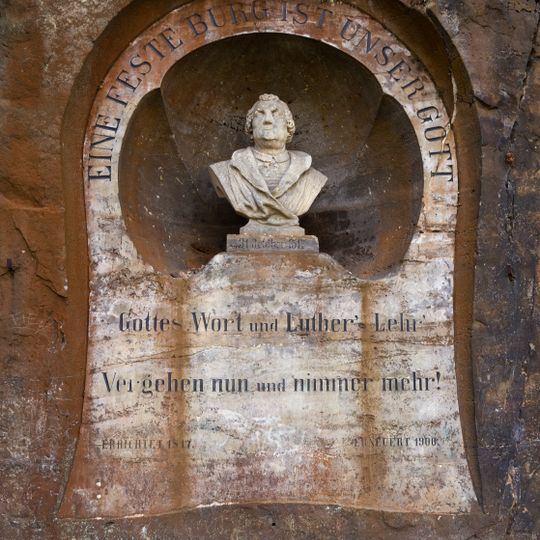 EINE FESTE BURG IST UNSER GOTT
Gottes Wort und Luther's Lehr'
Vergehen nun und nimmer mehr!
ERRICHTET 1817. ERNEUERT 1900.